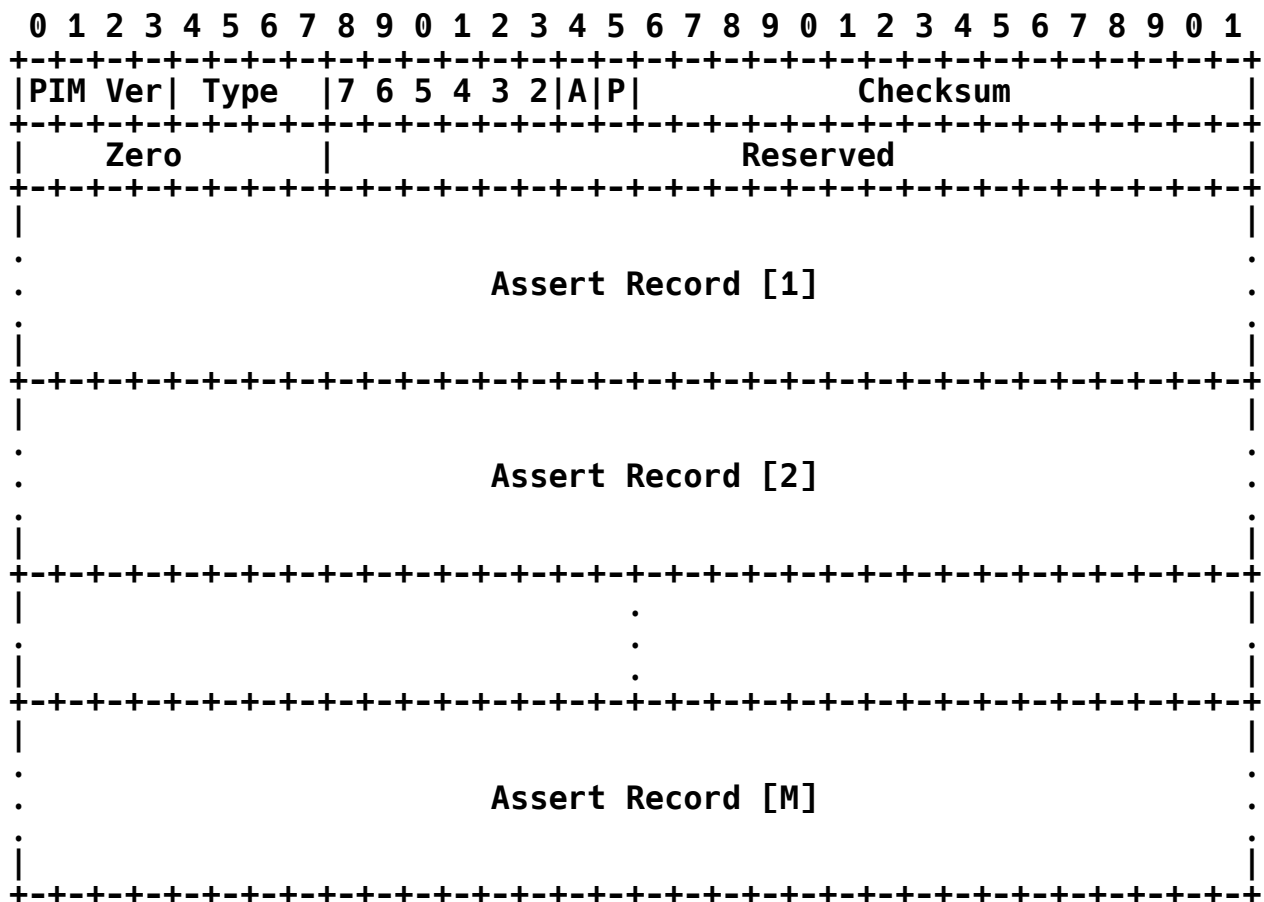 0 1 2 3 4 5 6 7 8 9 0 1 2 3 4 5 6 7 8 9 0 1 2 3 4 5 6 7 8 9 0 1
+-+-+-+-+-+-+-+-+-+-+-+-+-+-+-+-+-+-+-+-+-+-+-+-+-+-+-+-+-+-+-+-+
|PIM Ver| Type  |7 6 5 4 3 2|A|P|           Checksum            |
+-+-+-+-+-+-+-+-+-+-+-+-+-+-+-+-+-+-+-+-+-+-+-+-+-+-+-+-+-+-+-+-+
|    Zero       |                     Reserved                  |
+-+-+-+-+-+-+-+-+-+-+-+-+-+-+-+-+-+-+-+-+-+-+-+-+-+-+-+-+-+-+-+-+
|                                                               |
.                                                               .
.                        Assert Record [1]                      .
.                                                               .
|                                                               |
+-+-+-+-+-+-+-+-+-+-+-+-+-+-+-+-+-+-+-+-+-+-+-+-+-+-+-+-+-+-+-+-+
|                                                               |
.                                                               .
.                        Assert Record [2]                      .
.                                                               .
|                                                               |
+-+-+-+-+-+-+-+-+-+-+-+-+-+-+-+-+-+-+-+-+-+-+-+-+-+-+-+-+-+-+-+-+
|                               .                               |
.                               .                               .
|                               .                               |
+-+-+-+-+-+-+-+-+-+-+-+-+-+-+-+-+-+-+-+-+-+-+-+-+-+-+-+-+-+-+-+-+
|                                                               |
.                                                               .
.                        Assert Record [M]                      .
.                                                               .
|                                                               |
+-+-+-+-+-+-+-+-+-+-+-+-+-+-+-+-+-+-+-+-+-+-+-+-+-+-+-+-+-+-+-+-+